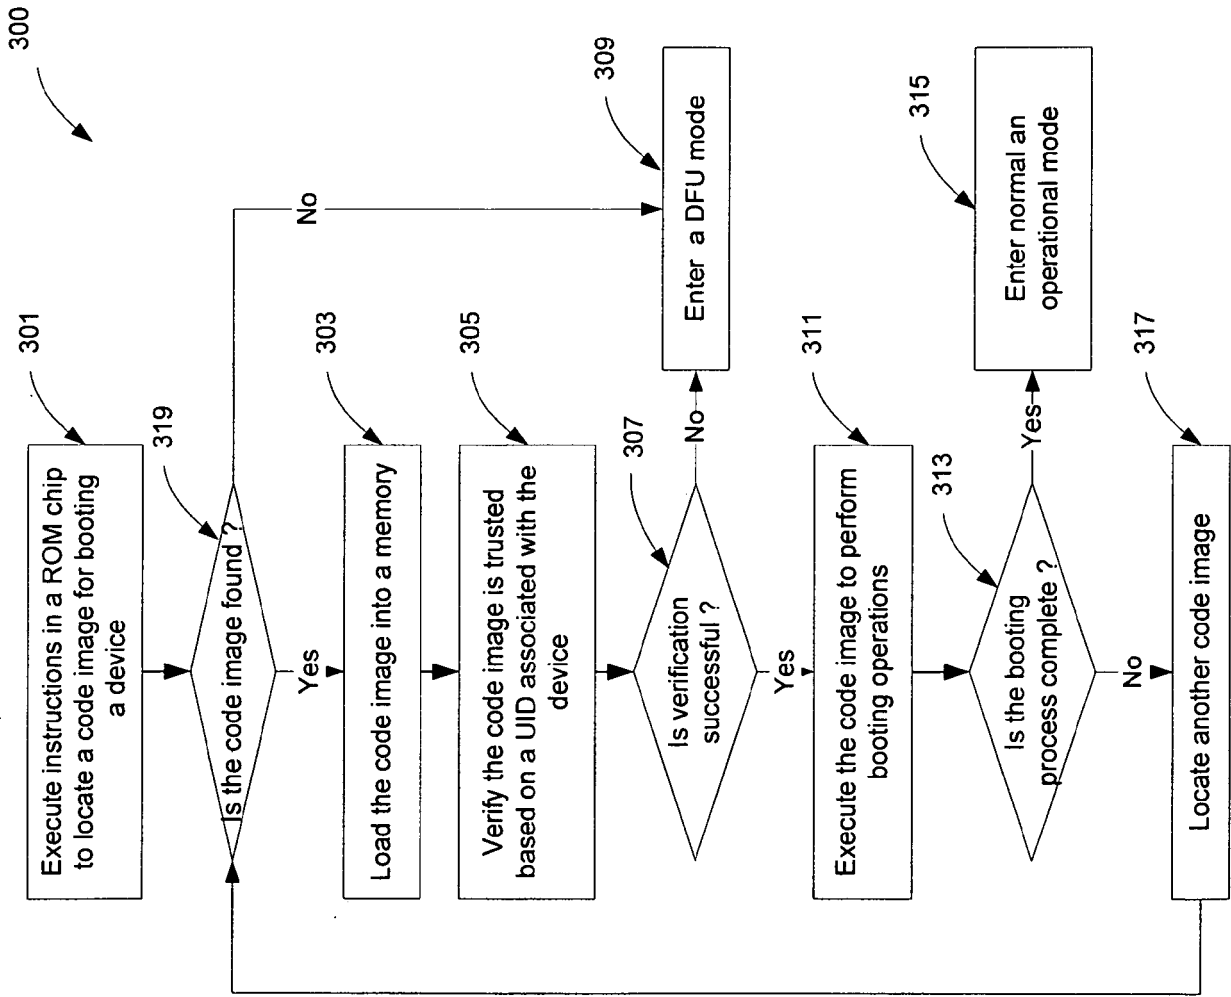 300
301
Execute instructions in a ROM chip
to locate a code image for booting
a device
319
Is the code image found ?
No
Yes
303
Load the code image into a memory
305
Verify the code image is trusted
based on a UID associated with the
device
307
Is verification
successful ?
No
309
Enter a DFU mode
Yes
311
Execute the code image to perform
booting operations
313
Is the booting
process complete ?
Yes
315
Enter normal an
operational mode
No
317
Locate another code image